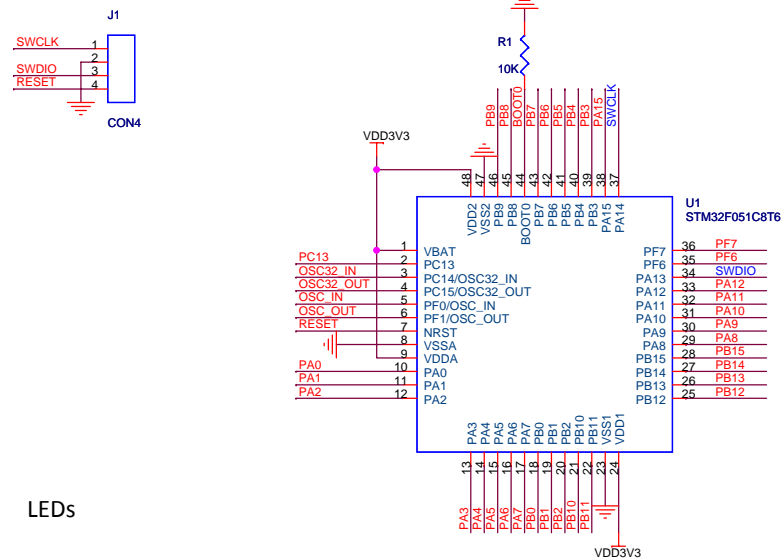 J1
SWCLK 1
2
SWDIO 3
RESET 4
CON4
R1
10K
PB9
PB8
BOOT0
PB7
PB6
PB5
PB4
PB3
PA15
SWCLK
VDD3V3
48 47 46 45 44 43 42 41 40 39 38 37
VDD2
VSS2
PB9
PB8
BOOT0
PB7
PB6
PB5
PB4
PB3
PA15
PA14
U1
STM32F051C8T6
1 VBAT
PC13 2 PC13
OSC32_IN 3 PC14/OSC32_IN
OSC32_OUT 4 PC15/OSC32_OUT
OSC_IN 5 PF0/OSC_IN
OSC_OUT 6 PF1/OSC_OUT
RESET 7 NRST
8 VSSA
9 VDDA
PA0 10 PA0
PA1 11 PA1
PA2 12 PA2
PF7 36 PF7
PF6 35 PF6
PA13 34 SWDIO
PA12 33 PA12
PA11 32 PA11
PA10 31 PA10
PA9 30 PA9
PA8 29 PA8
PB15 28 PB15
PB14 27 PB14
PB13 26 PB13
PB12 25 PB12
PA3
PA4
PA5
PA6
PA7
PB0
PB1
PB2
PB10
PB11
VSS1
VDD1
13 14 15 16 17 18 19 20 21 22 23 24
PA3
PA4
PA5
PA6
PA7
PB0
PB1
PB2
PB10
PB11
VDD3V3
LEDs